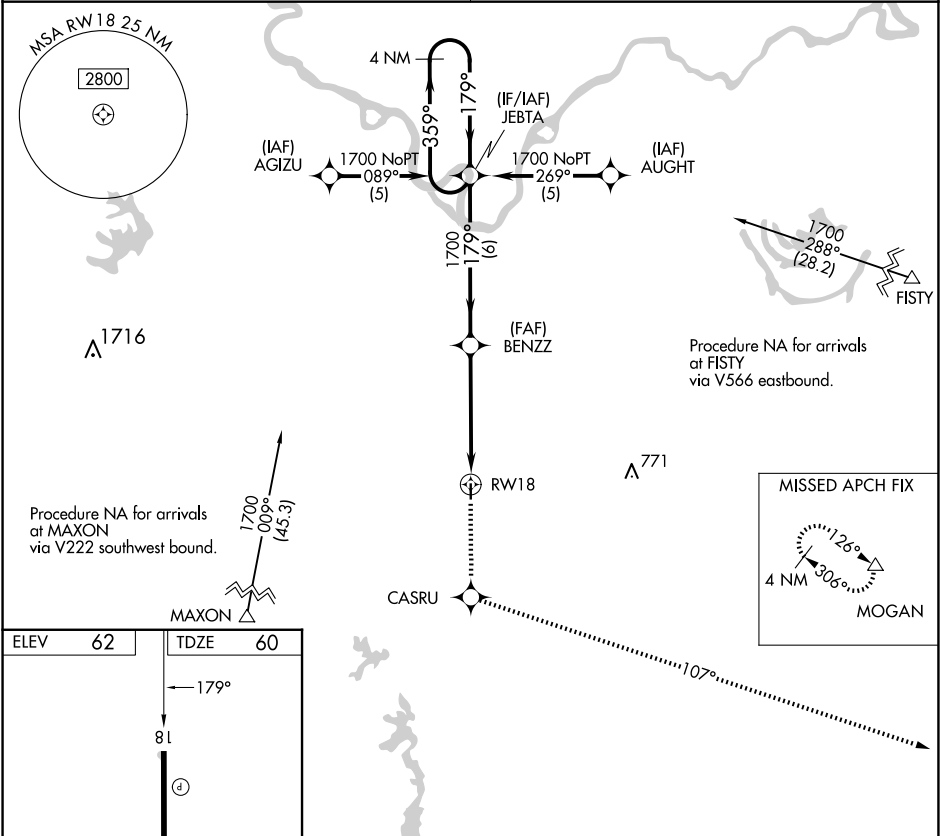 MSA RW18 25 NM
2800
4 NM
359°
179°
(IF/IAF)
JEBTA
(IAF)
AGIZU
1700 NoPT
089°
(5)
1700 NoPT
269°
(5)
(IAF)
AUGHT
1700
179°
(6)
1700
288°
(28.2)
FISTY
1716
(FAF)
BENZZ
Procedure NA for arrivals
at FISTY
via V566 eastbound.
771
RW18
Procedure NA for arrivals
at MAXON
via V222 southwest bound.
1700
009°
(45.3)
MAXON
MISSED APCH FIX
126°
4 NM
306°
MOGAN
CASRU
107°
ELEV 62
TDZE 60
179°
18
P